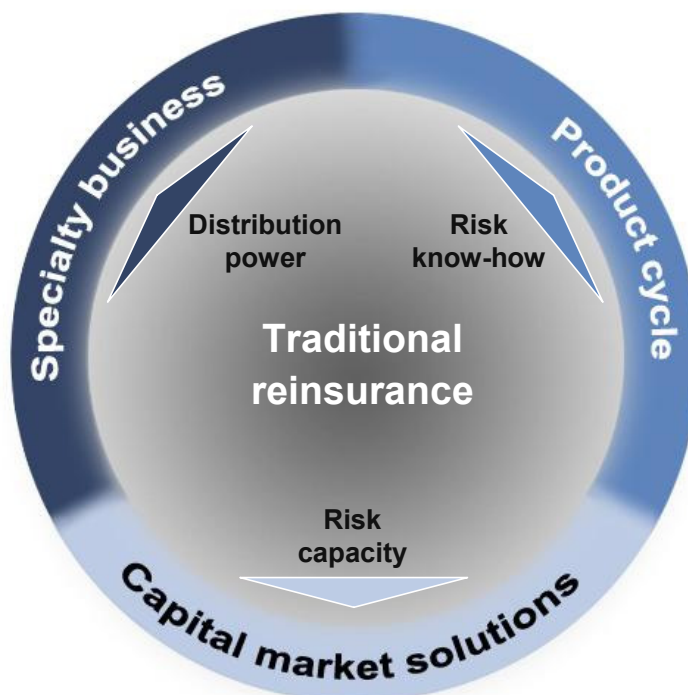 Specialty business
Product cycle
Distribution
power
Risk
know-how
Traditional
reinsurance
Risk
capacity
Capital market solutions